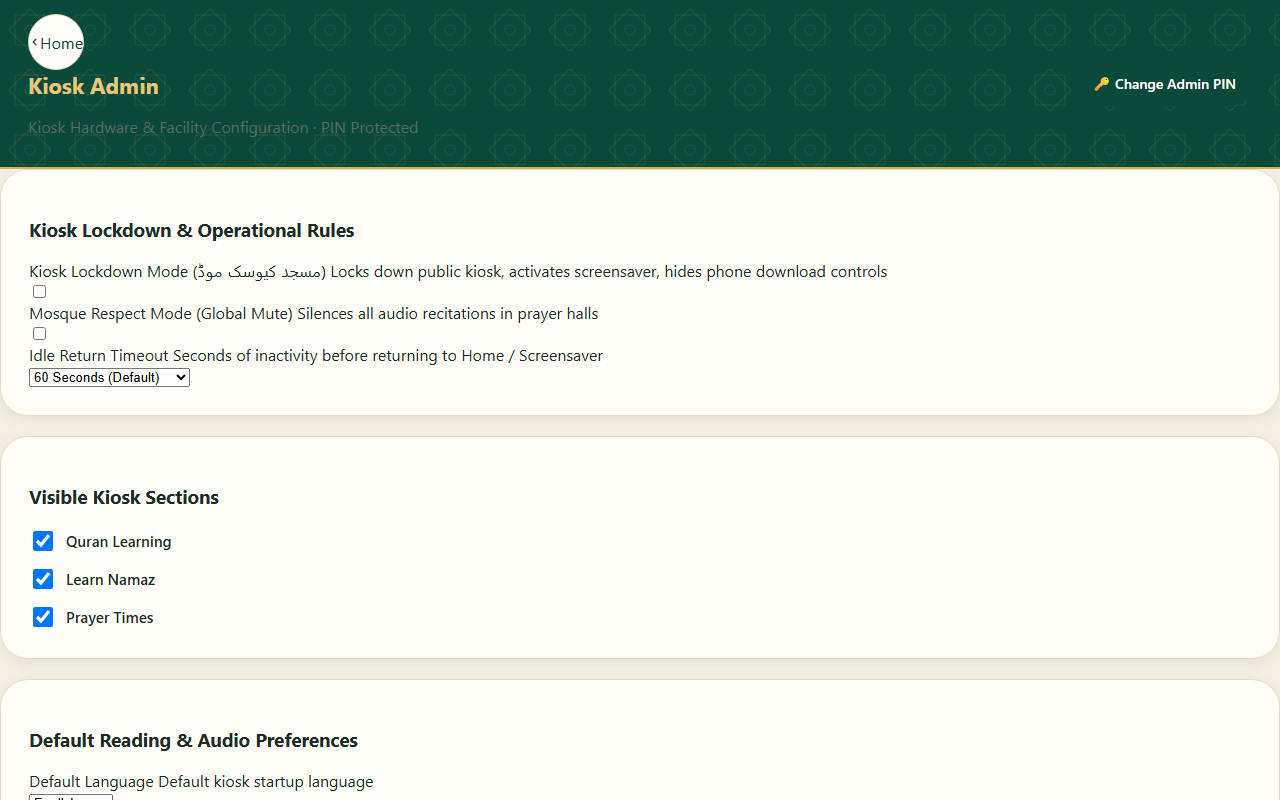 ‹ Home
Kiosk Admin
🔑 Change Admin PIN
Kiosk Hardware & Facility Configuration · PIN Protected
Kiosk Lockdown & Operational Rules
Kiosk Lockdown Mode (مسجد کیوسک موڈ) Locks down public kiosk, activates screensaver, hides phone download controls
Mosque Respect Mode (Global Mute) Silences all audio recitations in prayer halls
Idle Return Timeout Seconds of inactivity before returning to Home / Screensaver
60 Seconds (Default)
Visible Kiosk Sections
Quran Learning
Learn Namaz
Prayer Times
Default Reading & Audio Preferences
Default Language Default kiosk startup language